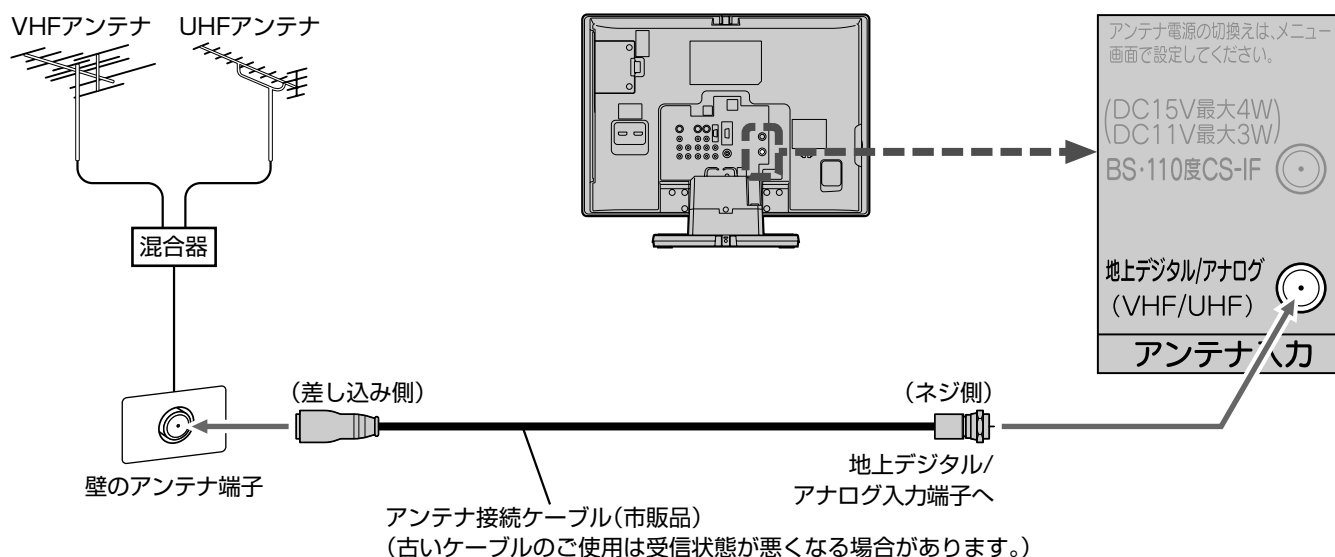 VHFアンテナ
UHFアンテナ
混合器
壁のアンテナ端子
(差し込み側)
(ネジ側)
地上デジタル/
アナログ入力端子へ
アンテナ接続ケーブル(市販品)
(古いケーブルのご使用は受信状態が悪くなる場合があります。)
アンテナ電源の切換えは、メニュー
画面で設定してください。
(DC15V最大4W)
(DC11V最大3W)
BS·110度CS-IF
地上デジタル/アナログ
(VHF/UHF)
アンテナ入力